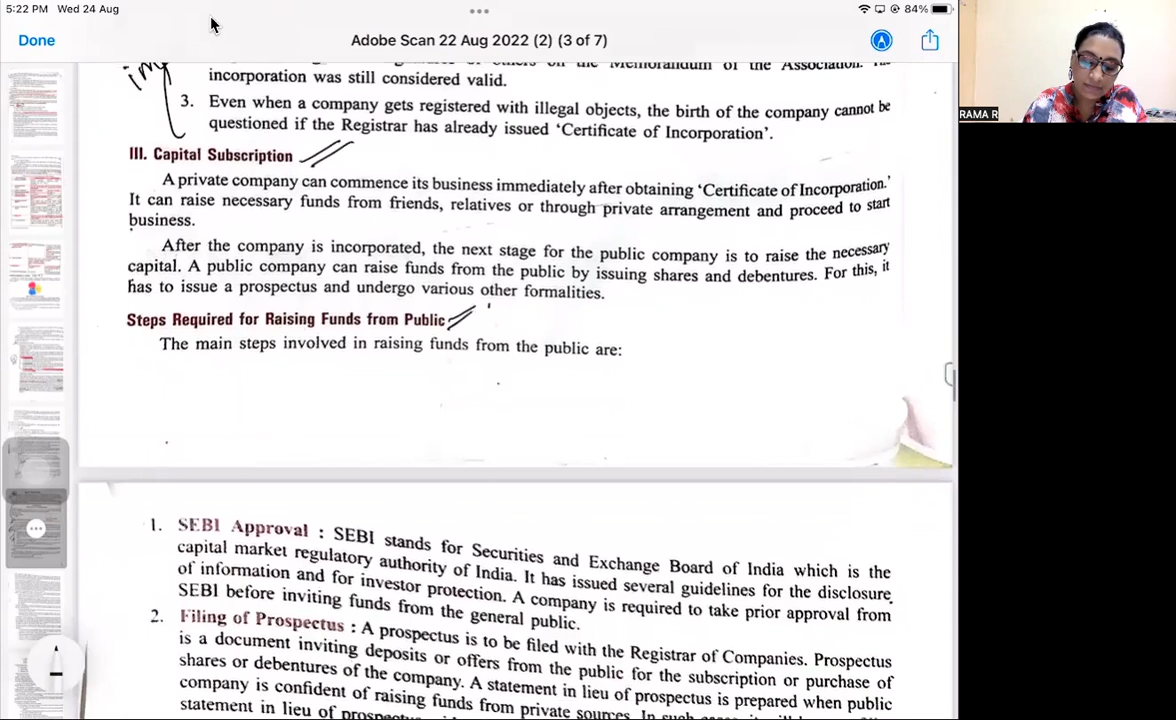 5:22 PM Wed 24 Aug
84%
Done
Adobe Scan 22 Aug 2022 (2) (3 of 7)
RAMA R
ing
on the Memorandum of the Association.
incorporation was still considered valid.
3. Even when a company gets registered with illegal objects, the birth of the company cannot be
questioned if the Registrar has already issued ‘Certificate of Incorporation’.
III. Capital Subscription
A private company can commence its business immediately after obtaining ‘Certificate of Incorporation.’
It can raise necessary funds from friends, relatives or through private arrangement and proceed to start
business.
After the company is incorporated, the next stage for the public company is to raise the necessary
capital. A public company can raise funds from the public by issuing shares and debentures. For this, it
has to issue a prospectus and undergo various other formalities.
Steps Required for Raising Funds from Public
The main steps involved in raising funds from the public are:
1. SEBI Approval : SEBI stands for Securities and Exchange Board of India which is the
capital market regulatory authority of India. It has issued several guidelines for the disclosure
of information and for investor protection. A company is required to take prior approval from
SEBI before inviting funds from the general public.
2. Filing of Prospectus : A prospectus is to be filed with the Registrar of Companies. Prospectus
is a document inviting deposits or offers from the public for the subscription or purchase of
shares or debentures of the company. A statement in lieu of prospectus is prepared when public
company is confident of raising funds from private sources. In such
statement in lieu of